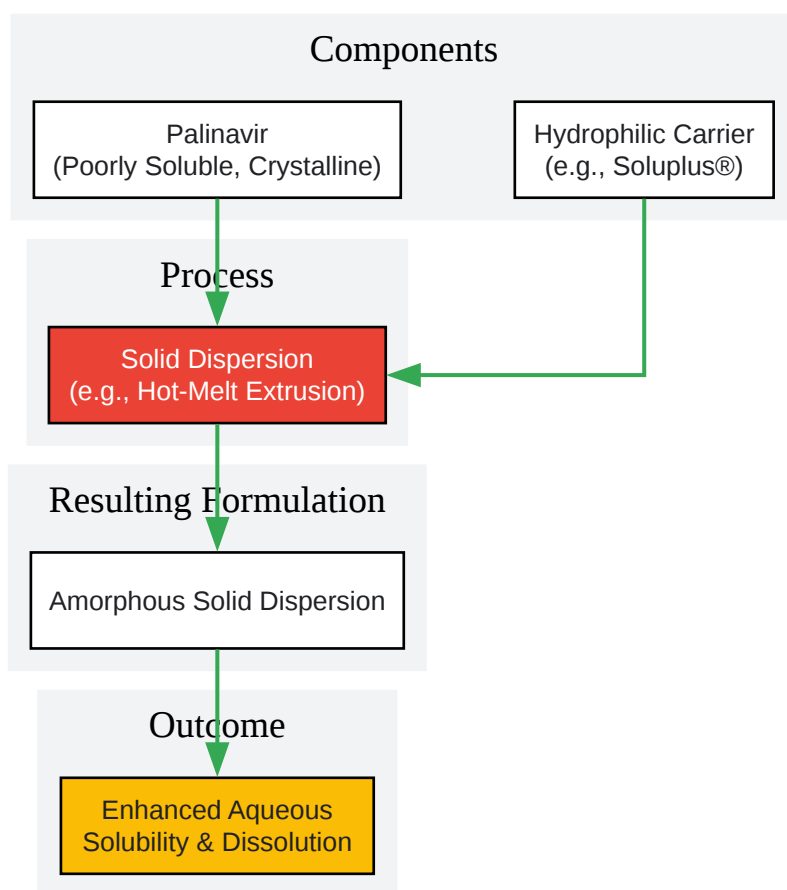 Components
Palinavir
(Poorly Soluble, Crystalline)
Hydrophilic Carrier
(e.g., Soluplus®)
Process
Solid Dispersion
(e.g., Hot-Melt Extrusion)
Resulting Formulation
Amorphous Solid Dispersion
Outcome
Enhanced Aqueous
Solubility & Dissolution